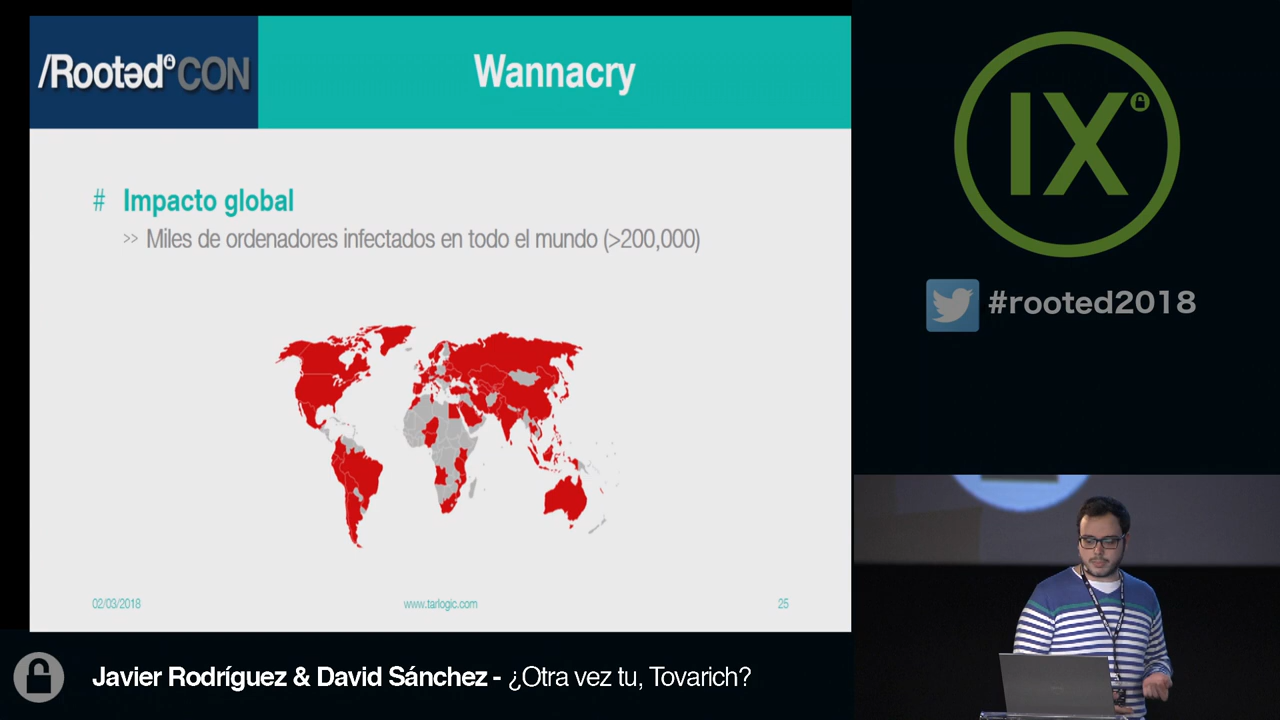 /Rootəd CON
Wannacry
# Impacto global
>> Miles de ordenadores infectados en todo el mundo (>200,000)
02/03/2018
www.tarlogic.com
25
IX
#rooted2018
Javier Rodríguez & David Sánchez - ¿Otra vez tu, Tovarich?